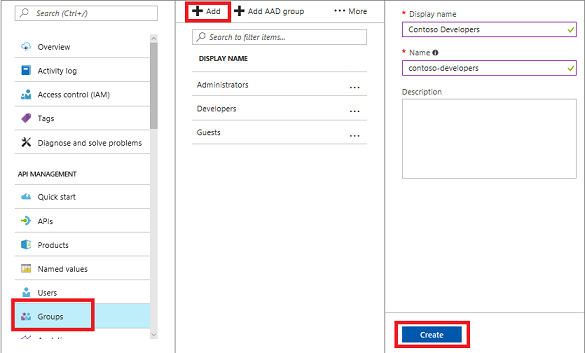 Search (Ctrl+/)
Overview
Activity log
Access control (IAM)
Tags
Diagnose and solve problems
API MANAGEMENT
Quick start
APIs
Products
Named values
Users
Groups
Add
Add AAD group
More
Search to filter items...
DISPLAY NAME
Administrators
Developers
Guests
* Display name
Contoso Developers
* Name
contoso-developers
Description
Create